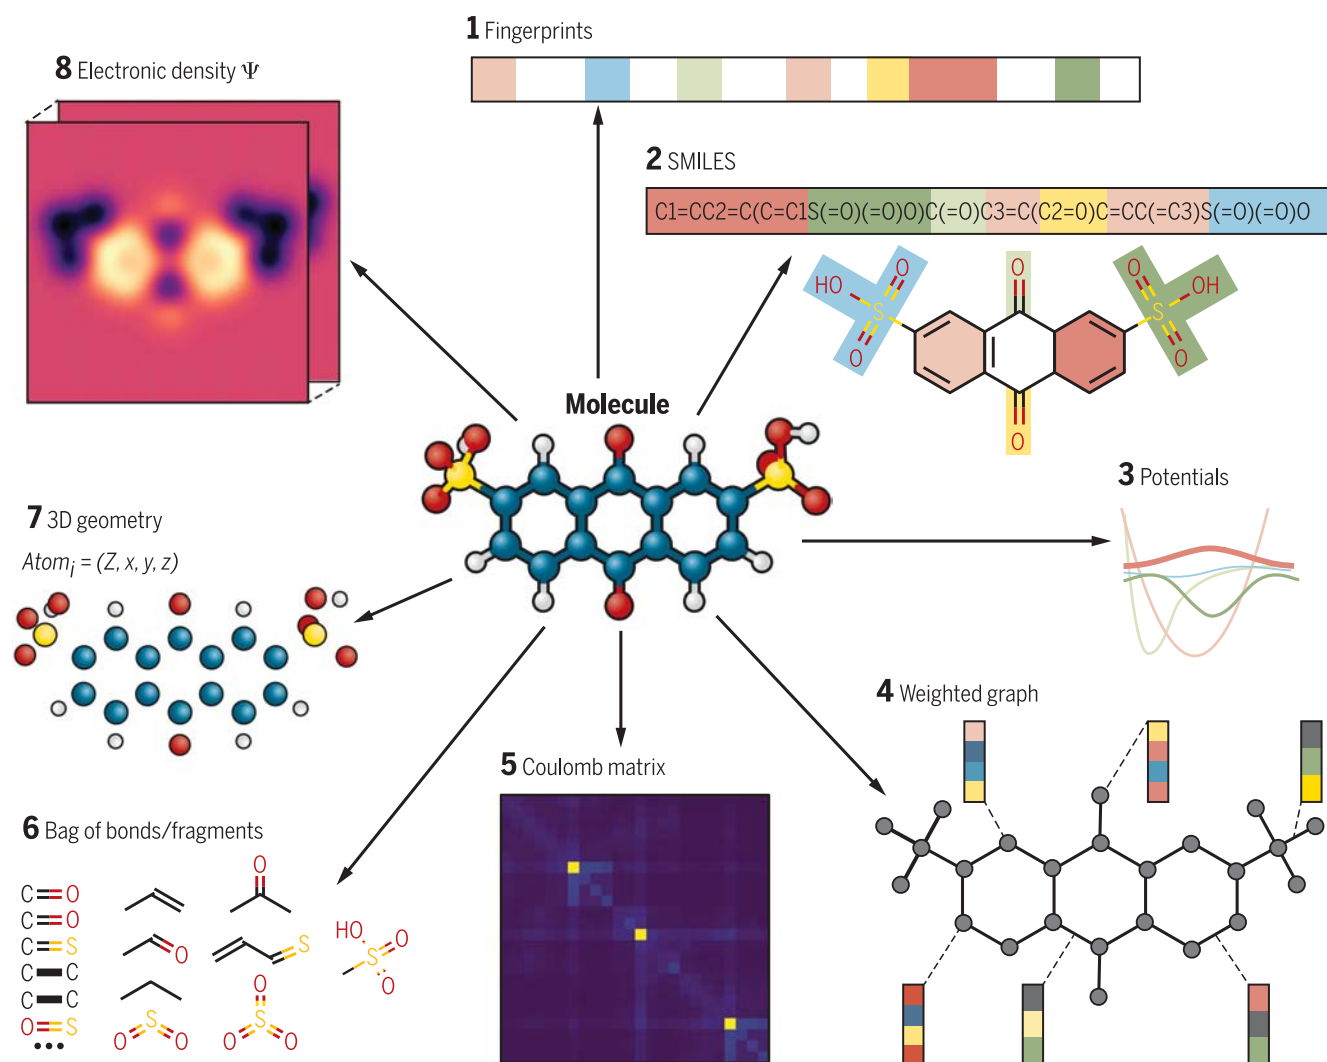 1 Fingerprints
8 Electronic density Ψ
2 SMILES
C1=CC2=C(C=C1S(=O)(=O)O)C(=O)C3=C(C2=O)C=CC(=C3)S(=O)(=O)O
O
O
O
HO
S
OH
S
O
O
O
Molecule
3 Potentials
7 3D geometry
Atomi = (Z, x, y, z)
4 Weighted graph
5 Coulomb matrix
6 Bag of bonds/fragments
C=O
O
C=O
C=S
O
S
HO
O
S
C C
O
C C
O
O=S
S
O
O
S
O
O
•••